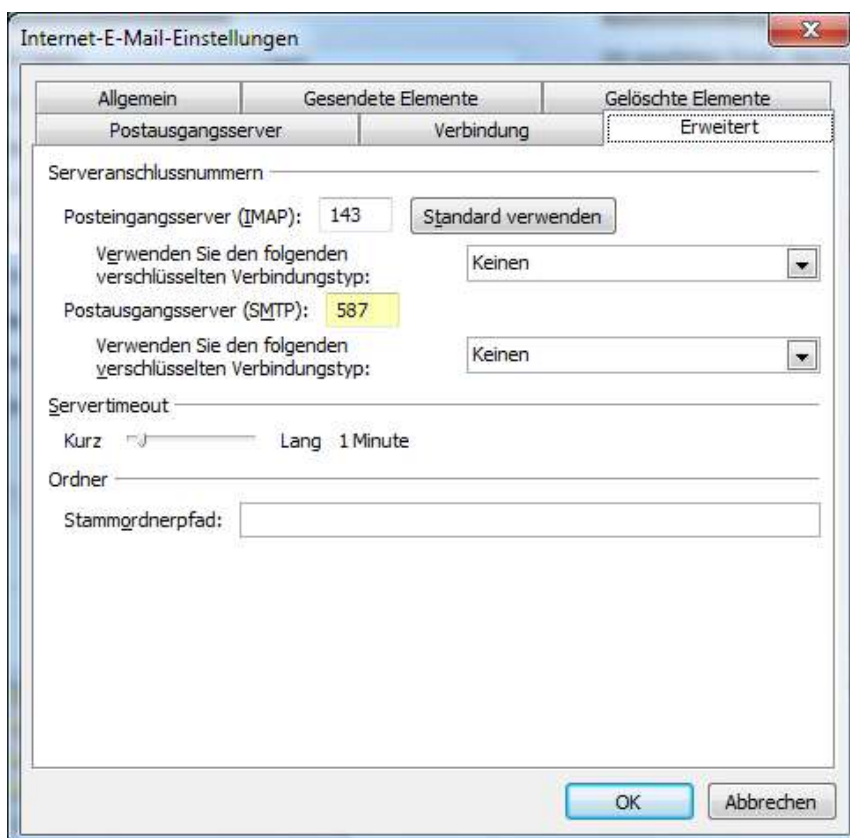 Internet-E-Mail-Einstellungen
Allgemein Gesendete Elemente Gelöschte Elemente
Postausgangsserver Verbindung Erweitert
Serveranschlussnummern
Posteingangsserver (IMAP): 143 Standard verwenden
Verwenden Sie den folgenden
verschlüsselten Verbindungstyp: Keinen
Postausgangsserver (SMTP): 587
Verwenden Sie den folgenden
verschlüsselten Verbindungstyp: Keinen
Servertimeout
Kurz Lang 1 Minute
Ordner
Stammordnerpfad:
OK Abbrechen